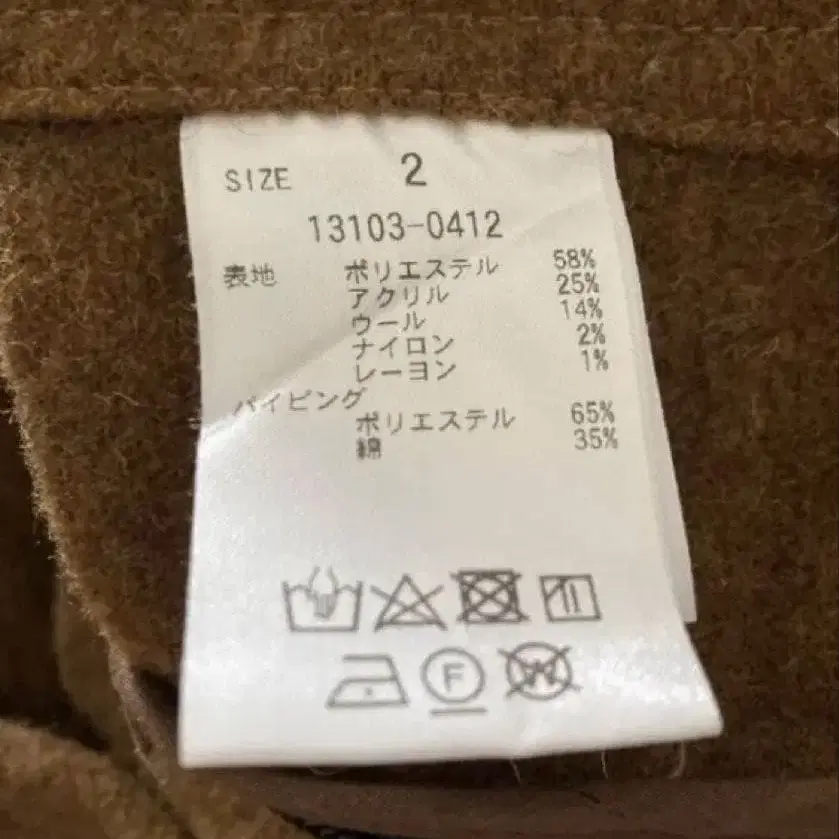 SIZE 2
13103-0412
表地 ポリエステル 58%
アクリル 25%
ウール 14%
ナイロン 2%
レーヨン 1%
パイピング
ポリエステル 65%
綿 35%
F W